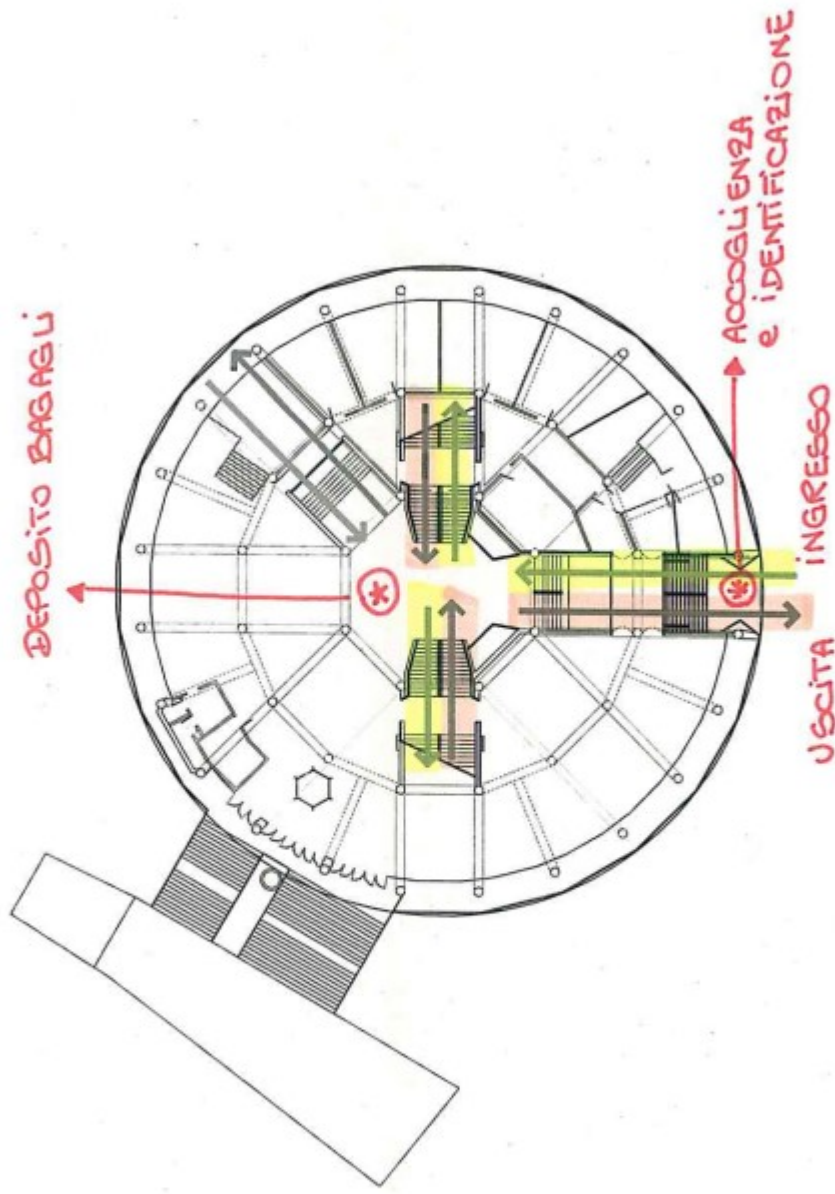 DEPOSITO BAGAGLI
ACCOGLIENZA
e iDENTIFICAZIONE
INGRESSO
USCITA